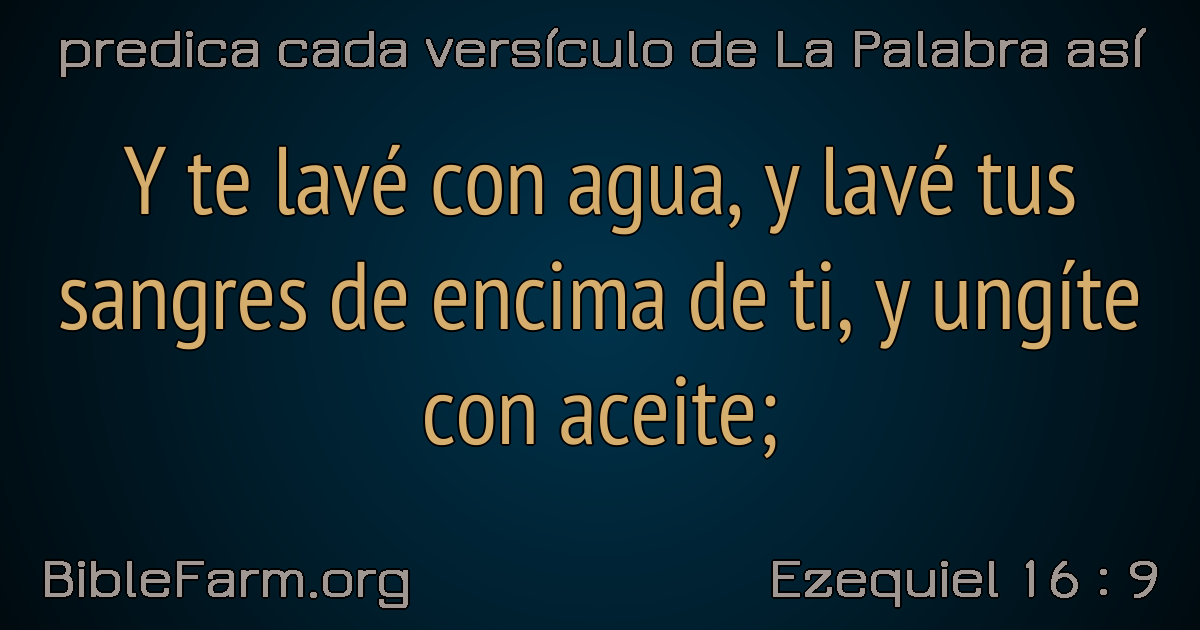 predica cada versículo de La Palabra así
Y te lavé con agua, y lavé tus
sangres de encima de ti, y ungíte
con aceite;
BibleFarm.org
Ezequiel 16 : 9